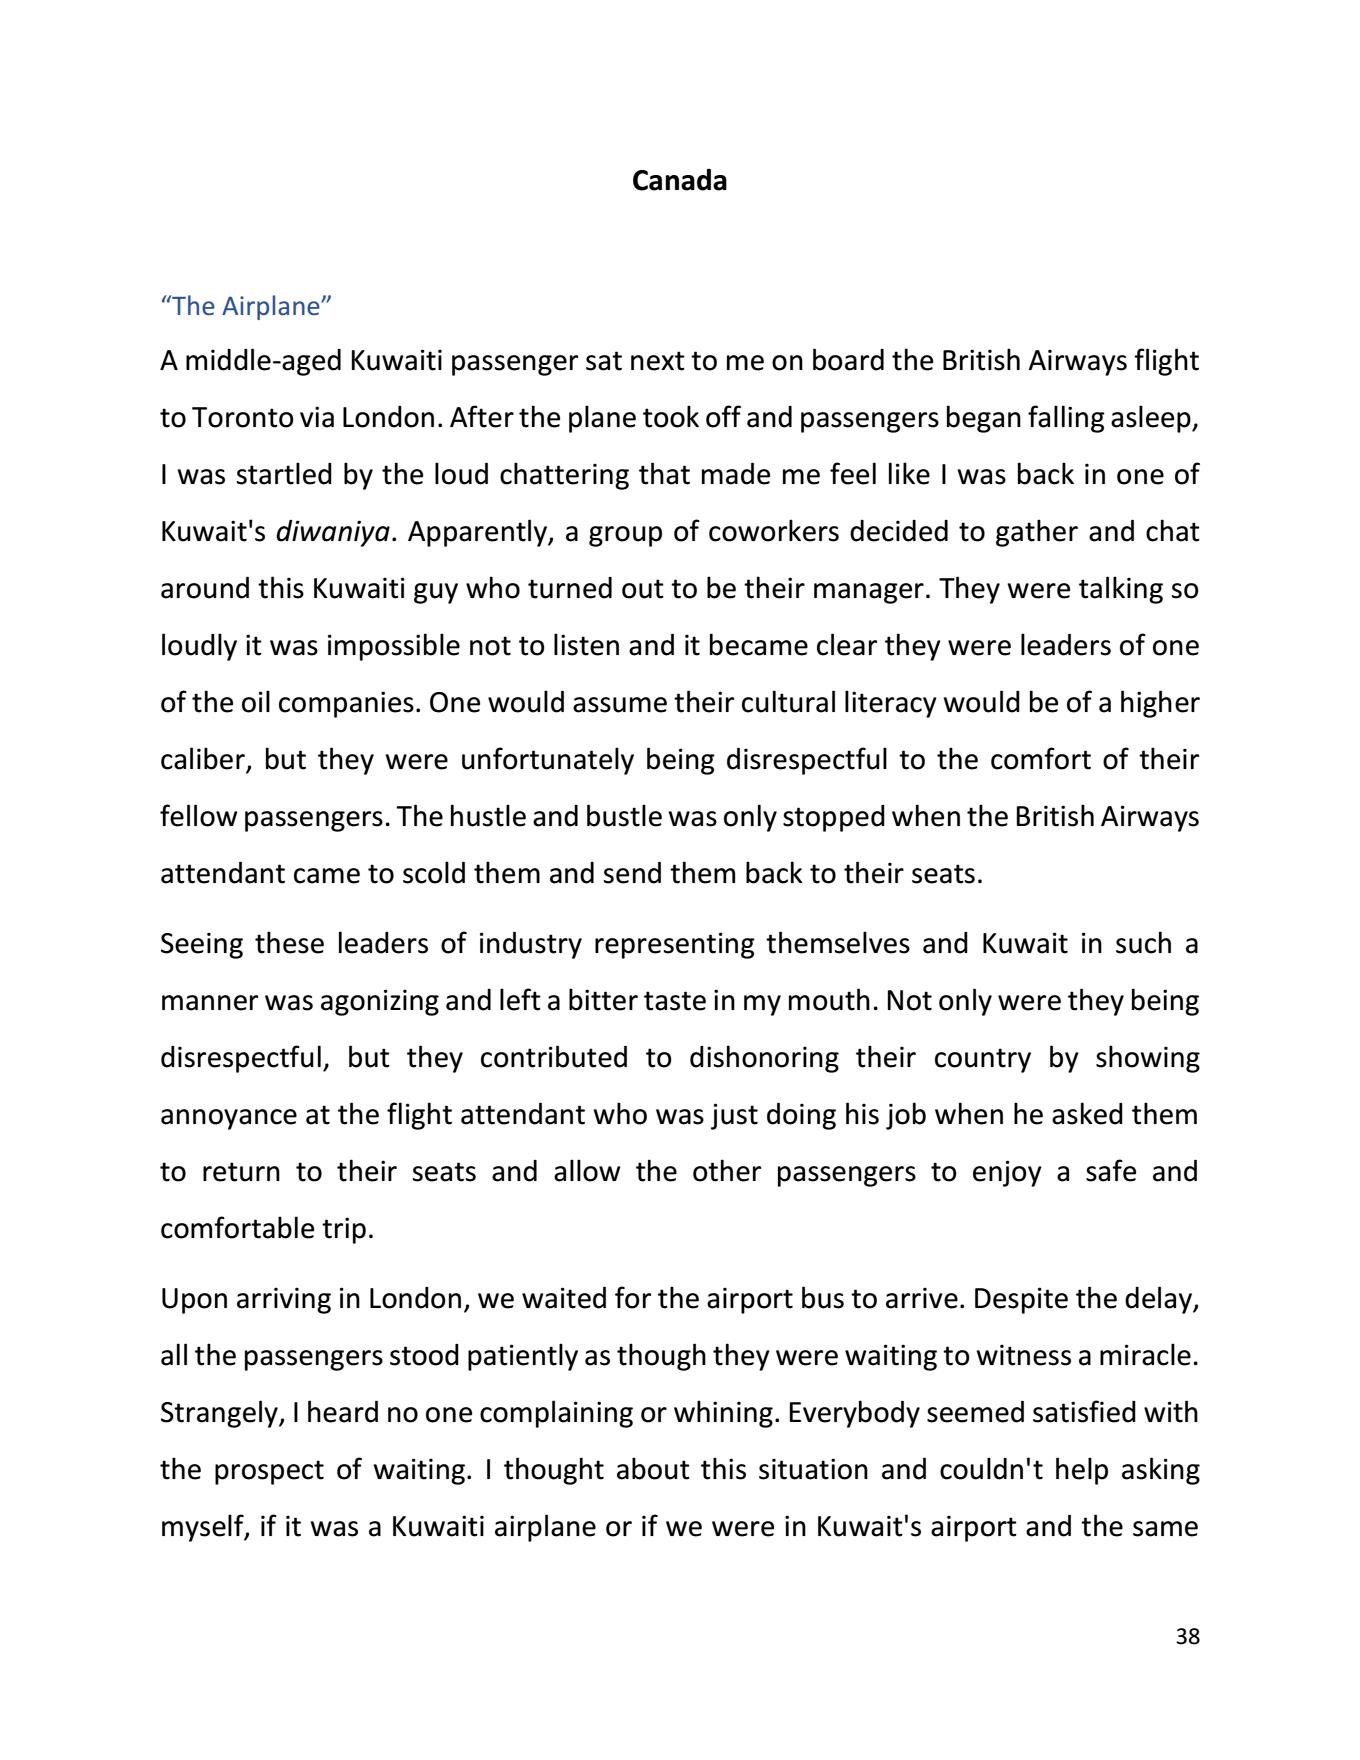 Canada
“The Airplane”
A middle-aged Kuwaiti passenger sat next to me on board the British Airways flight
to Toronto via London. After the plane took off and passengers began falling asleep,
I was startled by the loud chattering that made me feel like I was back in one of
Kuwait's diwaniya. Apparently, a group of coworkers decided to gather and chat
around this Kuwaiti guy who turned out to be their manager. They were talking so
loudly it was impossible not to listen and it became clear they were leaders of one
of the oil companies. One would assume their cultural literacy would be of a higher
caliber, but they were unfortunately being disrespectful to the comfort of their
fellow passengers. The hustle and bustle was only stopped when the British Airways
attendant came to scold them and send them back to their seats.
Seeing these leaders of industry representing themselves and Kuwait in such a
manner was agonizing and left a bitter taste in my mouth. Not only were they being
disrespectful, but they contributed to dishonoring their country by showing
annoyance at the flight attendant who was just doing his job when he asked them
to return to their seats and allow the other passengers to enjoy a safe and
comfortable trip.
Upon arriving in London, we waited for the airport bus to arrive. Despite the delay,
all the passengers stood patiently as though they were waiting to witness a miracle.
Strangely, I heard no one complaining or whining. Everybody seemed satisfied with
the prospect of waiting. I thought about this situation and couldn't help asking
myself, if it was a Kuwaiti airplane or if we were in Kuwait's airport and the same
38